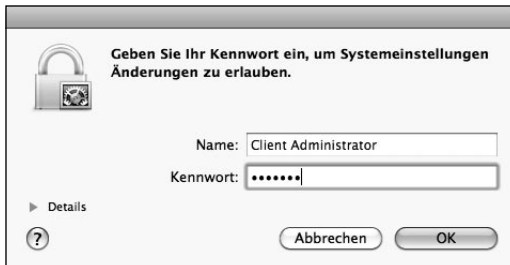 Geben Sie Ihr Kennwort ein, um Systemeinstellungen
Änderungen zu erlauben.
Name: Client Administrator
Kennwort: •••••••
Details
?
Abbrechen
OK